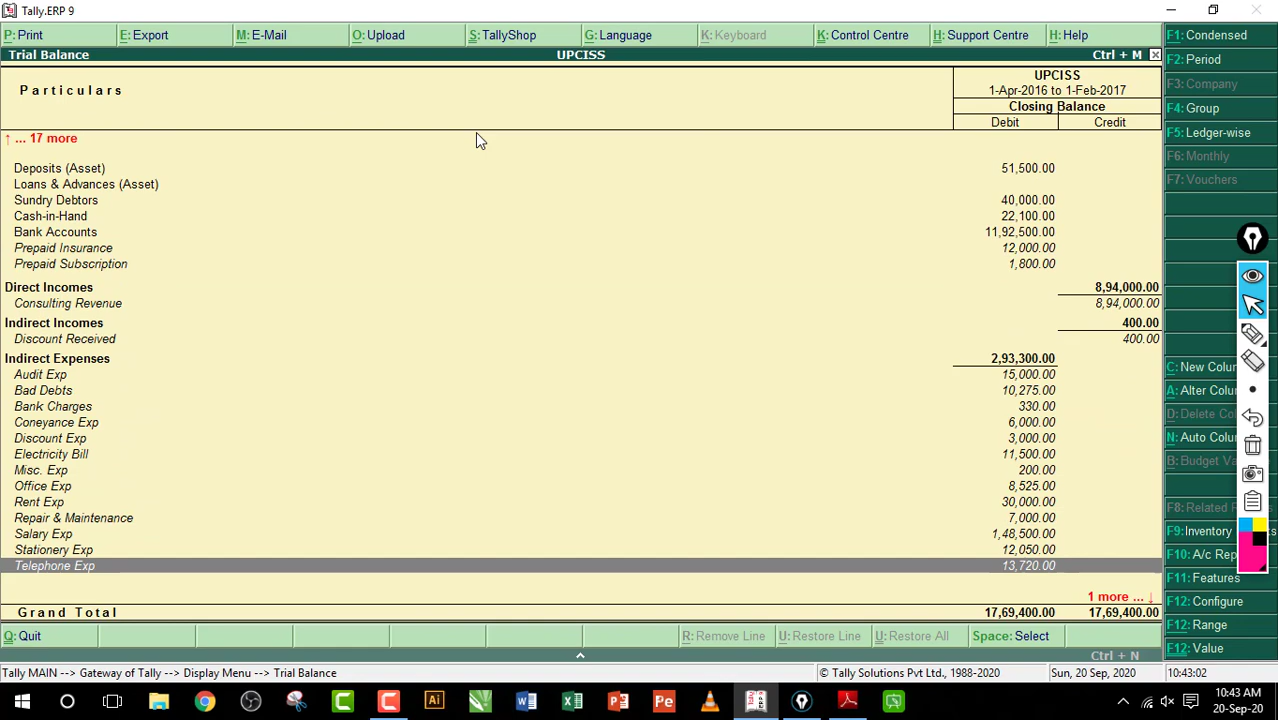 Tally.ERP 9
P: Print
E: Export
M: E-Mail
O: Upload
S: TallyShop
G: Language
K: Keyboard
K: Control Centre
H: Support Centre
H: Help
F1: Condensed
Trial Balance
UPCISS
Ctrl + M
F2: Period
F3: Company
F4: Group
F5: Ledger-wise
F6: Monthly
F7: Vouchers
Particulars
UPCISS
1-Apr-2016 to 1-Feb-2017
Closing Balance
Debit Credit
↑ ... 17 more
Deposits (Asset) 51,500.00
Loans & Advances (Asset)
Sundry Debtors 40,000.00
Cash-in-Hand 22,100.00
Bank Accounts 11,92,500.00
Prepaid Insurance 12,000.00
Prepaid Subscription 1,800.00
Direct Incomes 8,94,000.00
Consulting Revenue 8,94,000.00
Indirect Incomes 400.00
Discount Received 400.00
Indirect Expenses 2,93,300.00
Audit Exp 15,000.00
Bad Debts 10,275.00
Bank Charges 330.00
Coneyance Exp 6,000.00
Discount Exp 3,000.00
Electricity Bill 11,500.00
Misc. Exp 200.00
Office Exp 8,525.00
Rent Exp 30,000.00
Repair & Maintenance 7,000.00
Salary Exp 1,48,500.00
Stationery Exp 12,050.00
Telephone Exp 13,720.00
1 more ... ↓
Grand Total 17,69,400.00 17,69,400.00
C: New Colu
A: Alter Colu
D: Delete Co
N: Auto Colu
B: Budget Va
F8: Related
F9: Inventory
F10: A/c Rep
F11: Features
F12: Configure
F12: Range
F12: Value
Q: Quit
R: Remove Line
U: Restore Line
U: Restore All
Space: Select
Ctrl + N
Tally MAIN --> Gateway of Tally --> Display Menu --> Trial Balance
© Tally Solutions Pvt Ltd., 1988-2020
Sun, 20 Sep, 2020
10:43:02
Ai
Pe
10:43 AM
20-Sep-20